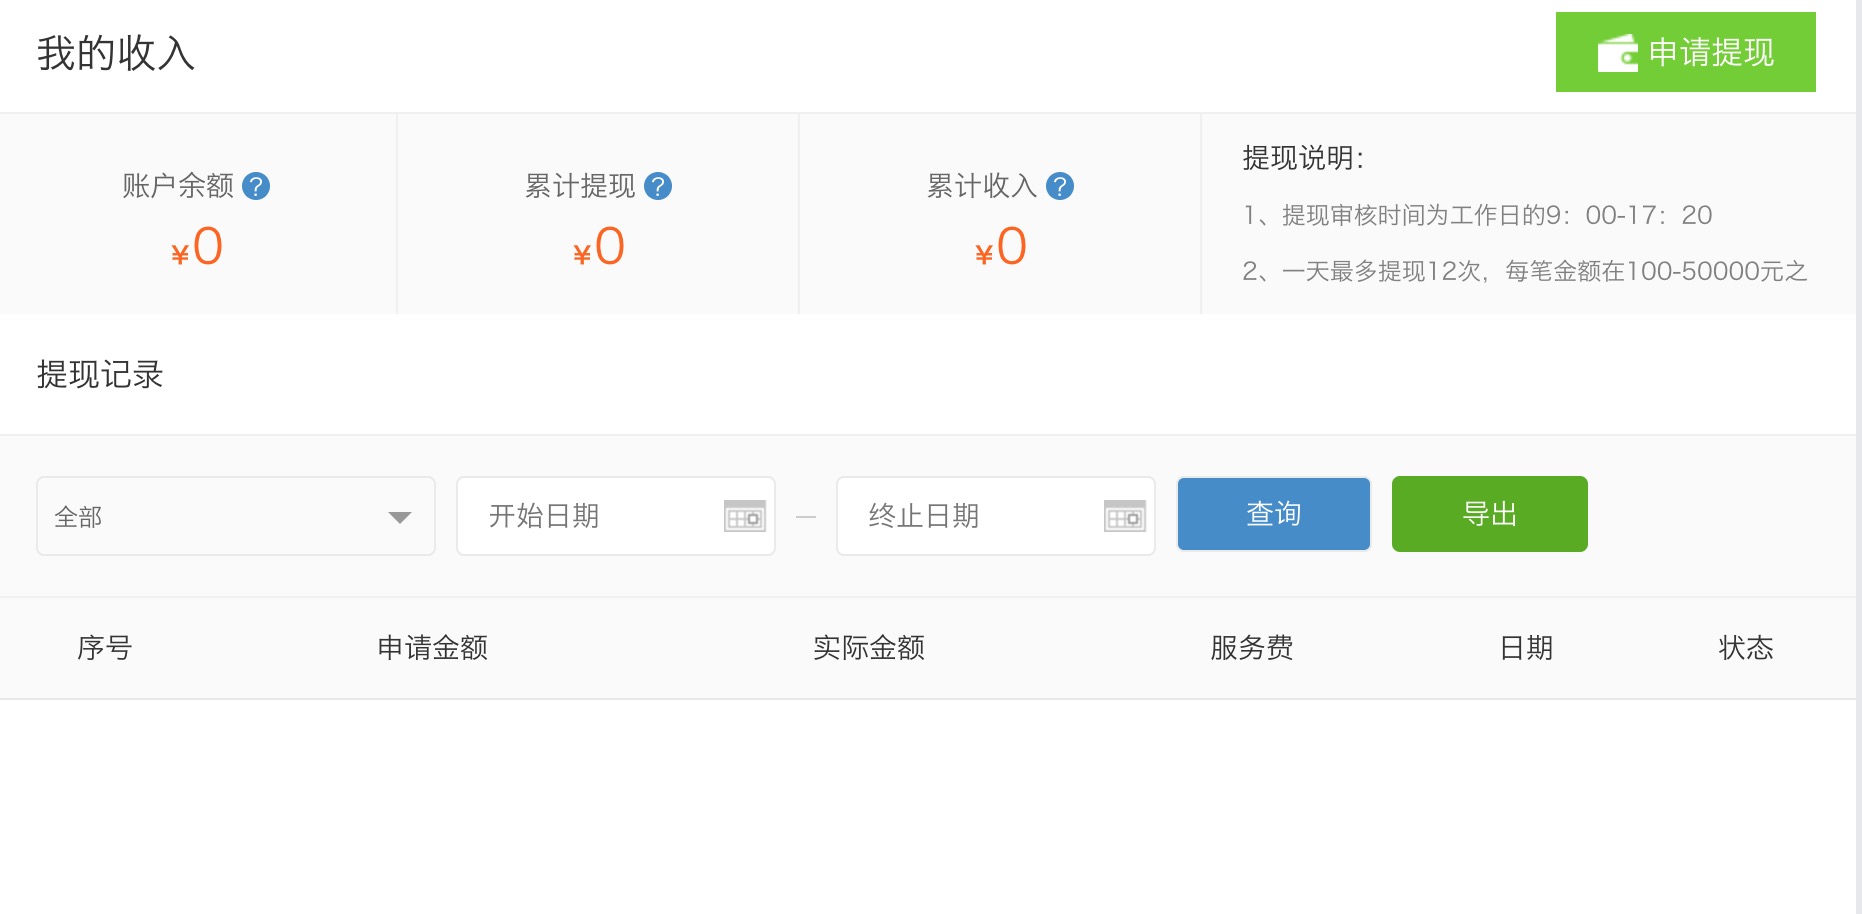 我的收入
申请提现
账户余额 ?
¥0
累计提现 ?
¥0
累计收入 ?
¥0
提现说明：
1、提现审核时间为工作日的9：00-17：20
2、一天最多提现12次，每笔金额在100-50000元之
提现记录
全部
开始日期
—
终止日期
查询
导出
序号 申请金额 实际金额 服务费 日期 状态